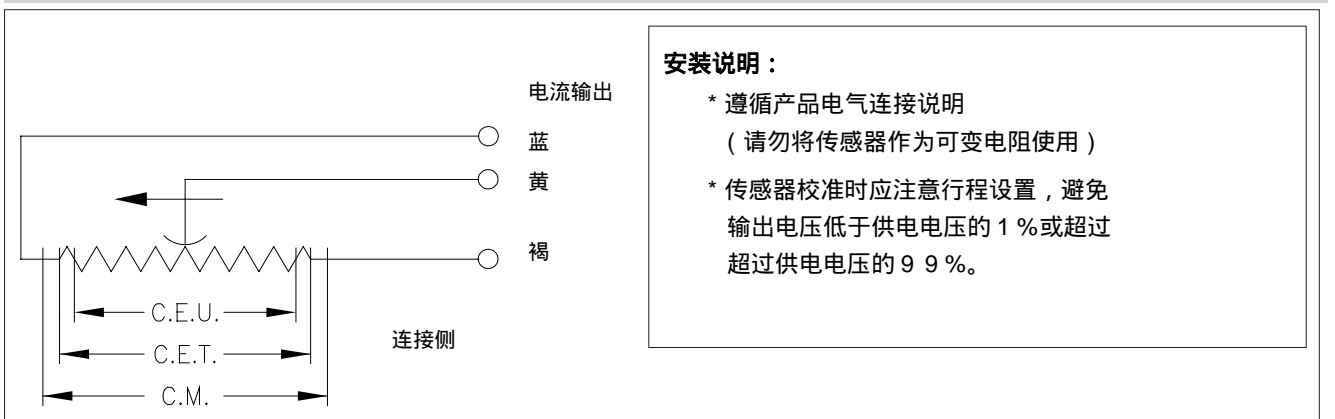 电流输出
蓝
黄
褐
C.E.U.
C.E.T.
C.M.
连接侧
安装说明：
* 遵循产品电气连接说明
（请勿将传感器作为可变电阻使用）
* 传感器校准时应注意行程设置，避免
输出电压低于供电电压的１%或超过
超过供电电压的９９%。